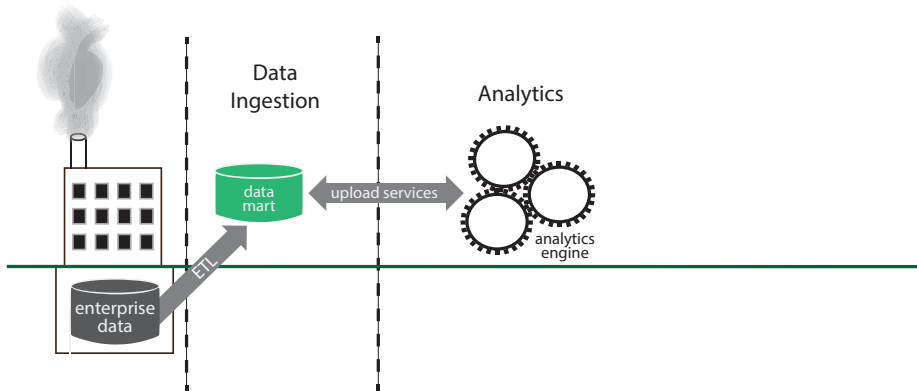 Data
Ingestion
Analytics
data
mart
upload services
analytics
engine
ETL
enterprise
data